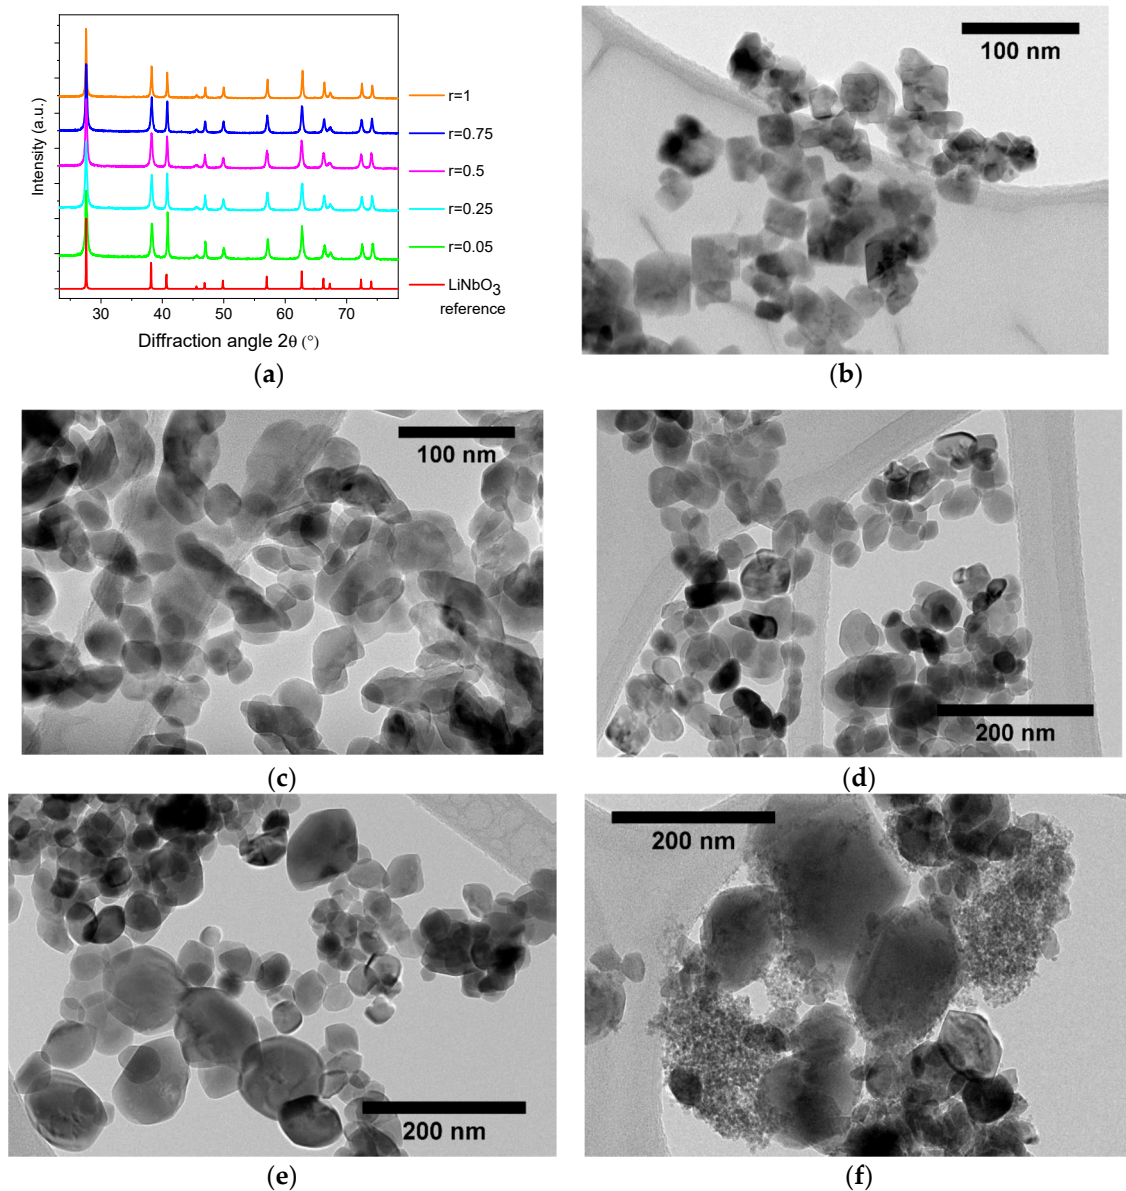 Intensity (a.u.)
r=1
r=0.75
r=0.5
r=0.25
r=0.05
LiNbO3
reference
30 40 50 60 70
Diffraction angle 2θ (°)
(a)
100 nm
(b)
100 nm
(c)
200 nm
(d)
200 nm
(e)
200 nm
(f)